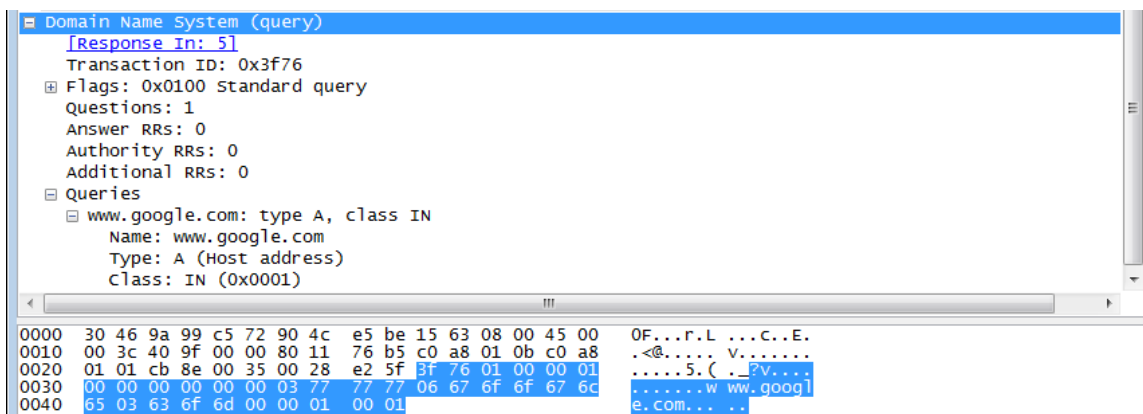 Domain Name System (query)
[Response In: 5]
Transaction ID: 0x3f76
Flags: 0x0100 Standard query
Questions: 1
Answer RRs: 0
Authority RRs: 0
Additional RRs: 0
Queries
www.google.com: type A, class IN
Name: www.google.com
Type: A (Host address)
Class: IN (0x0001)
0000 30 46 9a 99 c5 72 90 4c e5 be 15 63 08 00 45 00 0F...r.L ...c..E.
0010 00 3c 40 9f 00 00 80 11 76 b5 c0 a8 01 0b c0 a8 .<@..... v.......
0020 01 01 cb 8e 00 35 00 28 e2 5f 3f 76 01 00 00 01 .....5.( ._?v....
0030 00 00 00 00 00 00 03 77 77 77 06 67 6f 6f 67 6c .......w ww.googl
0040 65 03 63 6f 6d 00 00 01 00 01 e.com... ..